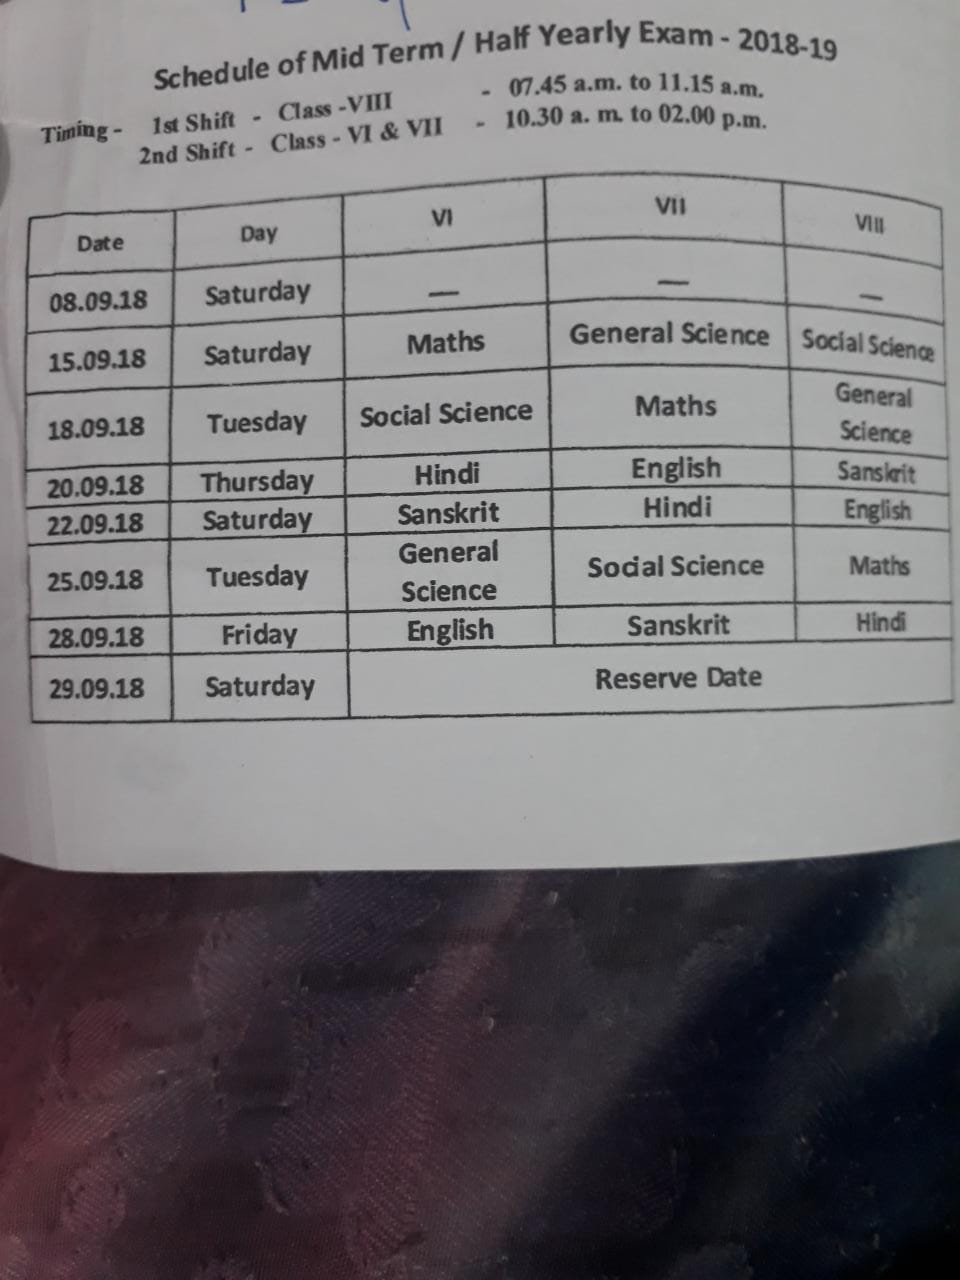 Schedule of Mid Term / Half Yearly Exam - 2018-19
Timing - 1st Shift - Class -VIII - 07.45 a.m. to 11.15 a.m.
2nd Shift - Class - VI & VII - 10.30 a. m. to 02.00 p.m.
Date Day VI VII VIII
08.09.18 Saturday — — —
15.09.18 Saturday Maths General Science Social Science
18.09.18 Tuesday Social Science Maths General Science
20.09.18 Thursday Hindi English Sanskrit
22.09.18 Saturday Sanskrit Hindi English
25.09.18 Tuesday General Science Social Science Maths
28.09.18 Friday English Sanskrit Hindi
29.09.18 Saturday Reserve Date